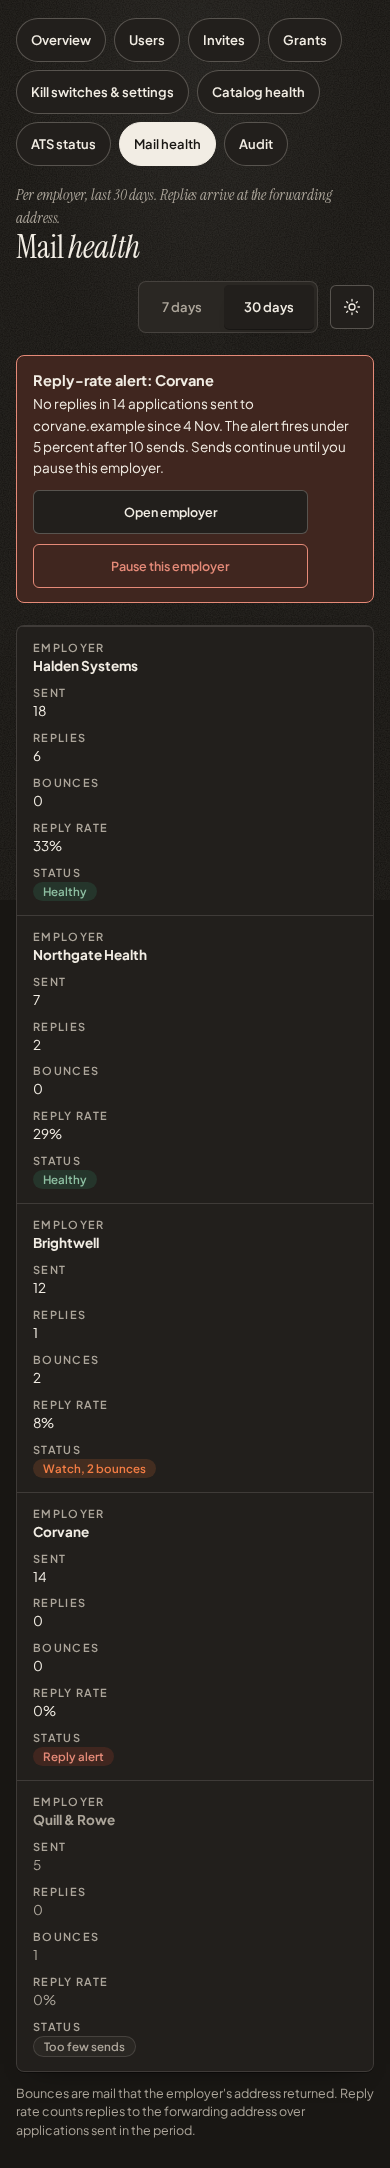 Overview
Users
Invites
Grants
Kill switches & settings
Catalog health
ATS status
Mail health
Audit
Per employer, last 30 days. Replies arrive at the forwarding
address.
Mail health
7 days
30 days
Reply-rate alert: Corvane
No replies in 14 applications sent to
corvane.example since 4 Nov. The alert fires under
5 percent after 10 sends. Sends continue until you
pause this employer.
Open employer
Pause this employer
EMPLOYER
Halden Systems
SENT
18
REPLIES
6
BOUNCES
0
REPLY RATE
33%
STATUS
Healthy
EMPLOYER
Northgate Health
SENT
7
REPLIES
2
BOUNCES
0
REPLY RATE
29%
STATUS
Healthy
EMPLOYER
Brightwell
SENT
12
REPLIES
1
BOUNCES
2
REPLY RATE
8%
STATUS
Watch, 2 bounces
EMPLOYER
Corvane
SENT
14
REPLIES
0
BOUNCES
0
REPLY RATE
0%
STATUS
Reply alert
EMPLOYER
Quill & Rowe
SENT
5
REPLIES
0
BOUNCES
1
REPLY RATE
0%
STATUS
Too few sends
Bounces are mail that the employer's address returned. Reply
rate counts replies to the forwarding address over
applications sent in the period.